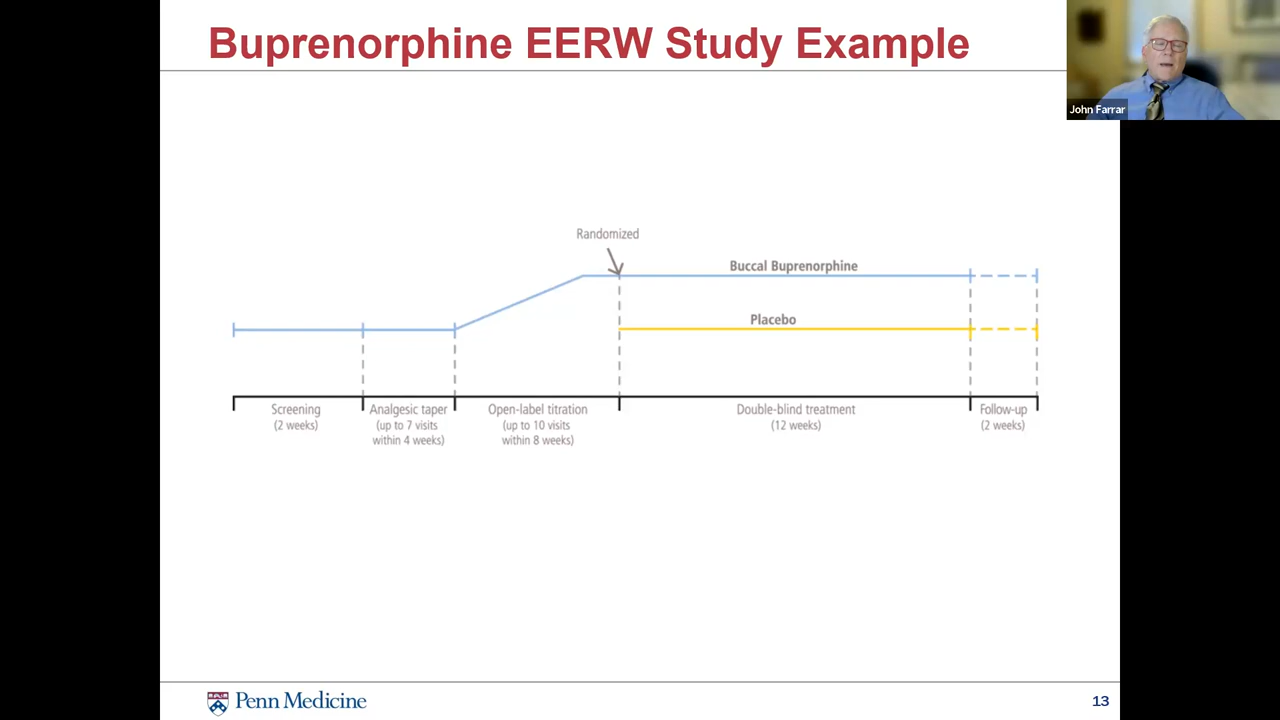 Buprenorphine EERW Study Example
John Farrar
Randomized
Buccal Buprenorphine
Placebo
Screening
(2 weeks)
Analgesic taper
(up to 7 visits
within 4 weeks)
Open-label titration
(up to 10 visits
within 8 weeks)
Double-blind treatment
(12 weeks)
Follow-up
(2 weeks)
Penn Medicine
13